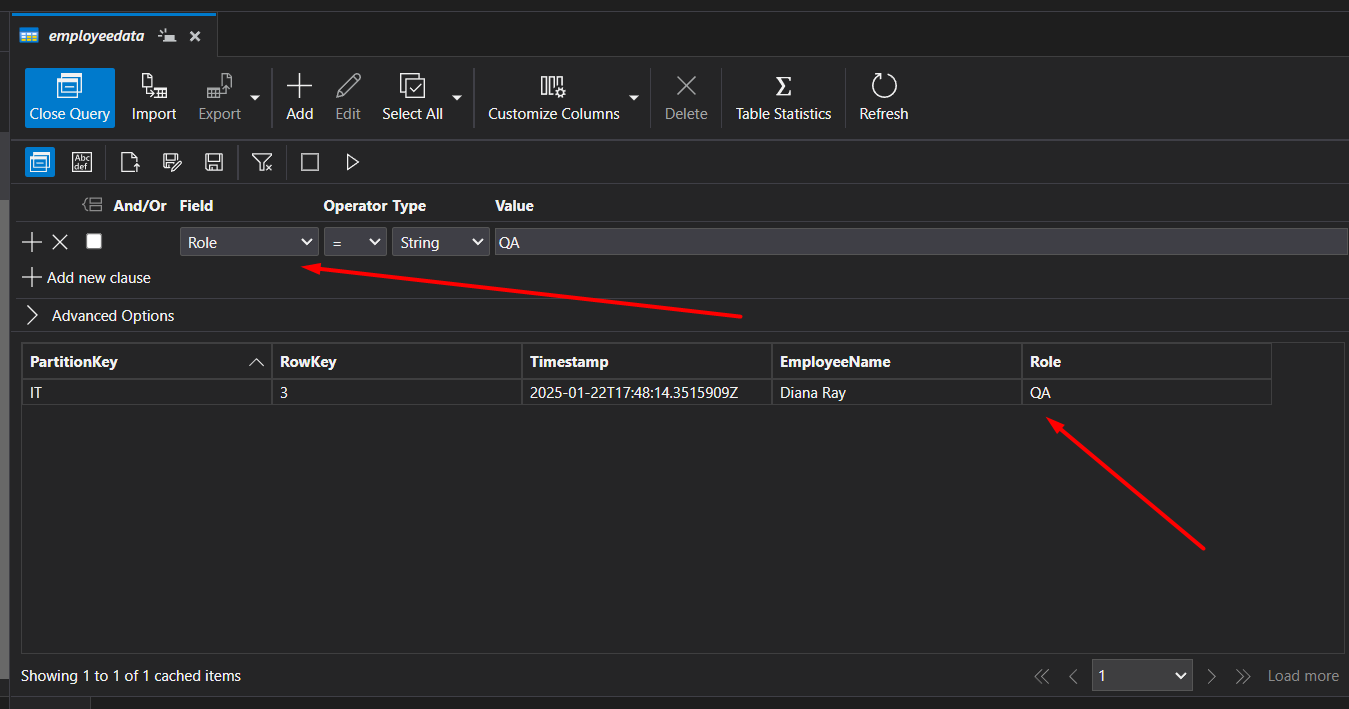 employeedata
Close Query Import Export Add Edit Select All Customize Columns Delete Table Statistics Refresh
Abc def
And/Or Field Operator Type Value
Role = String QA
Add new clause
Advanced Options
PartitionKey RowKey Timestamp EmployeeName Role
IT 3 2025-01-22T17:48:14.3515909Z Diana Ray QA
Showing 1 to 1 of 1 cached items 1 Load more